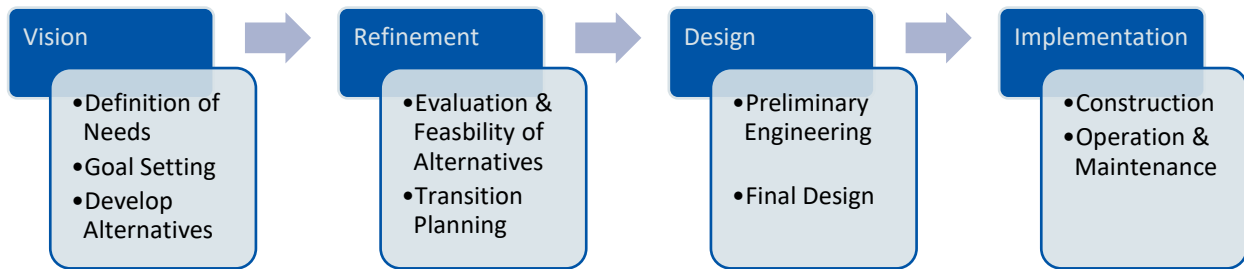 Vision
•Definition of
Needs
•Goal Setting
•Develop
Alternatives
Refinement
•Evaluation &
Feasbility of
Alternatives
•Transition
Planning
Design
•Preliminary
Engineering
•Final Design
Implementation
•Construction
•Operation &
Maintenance